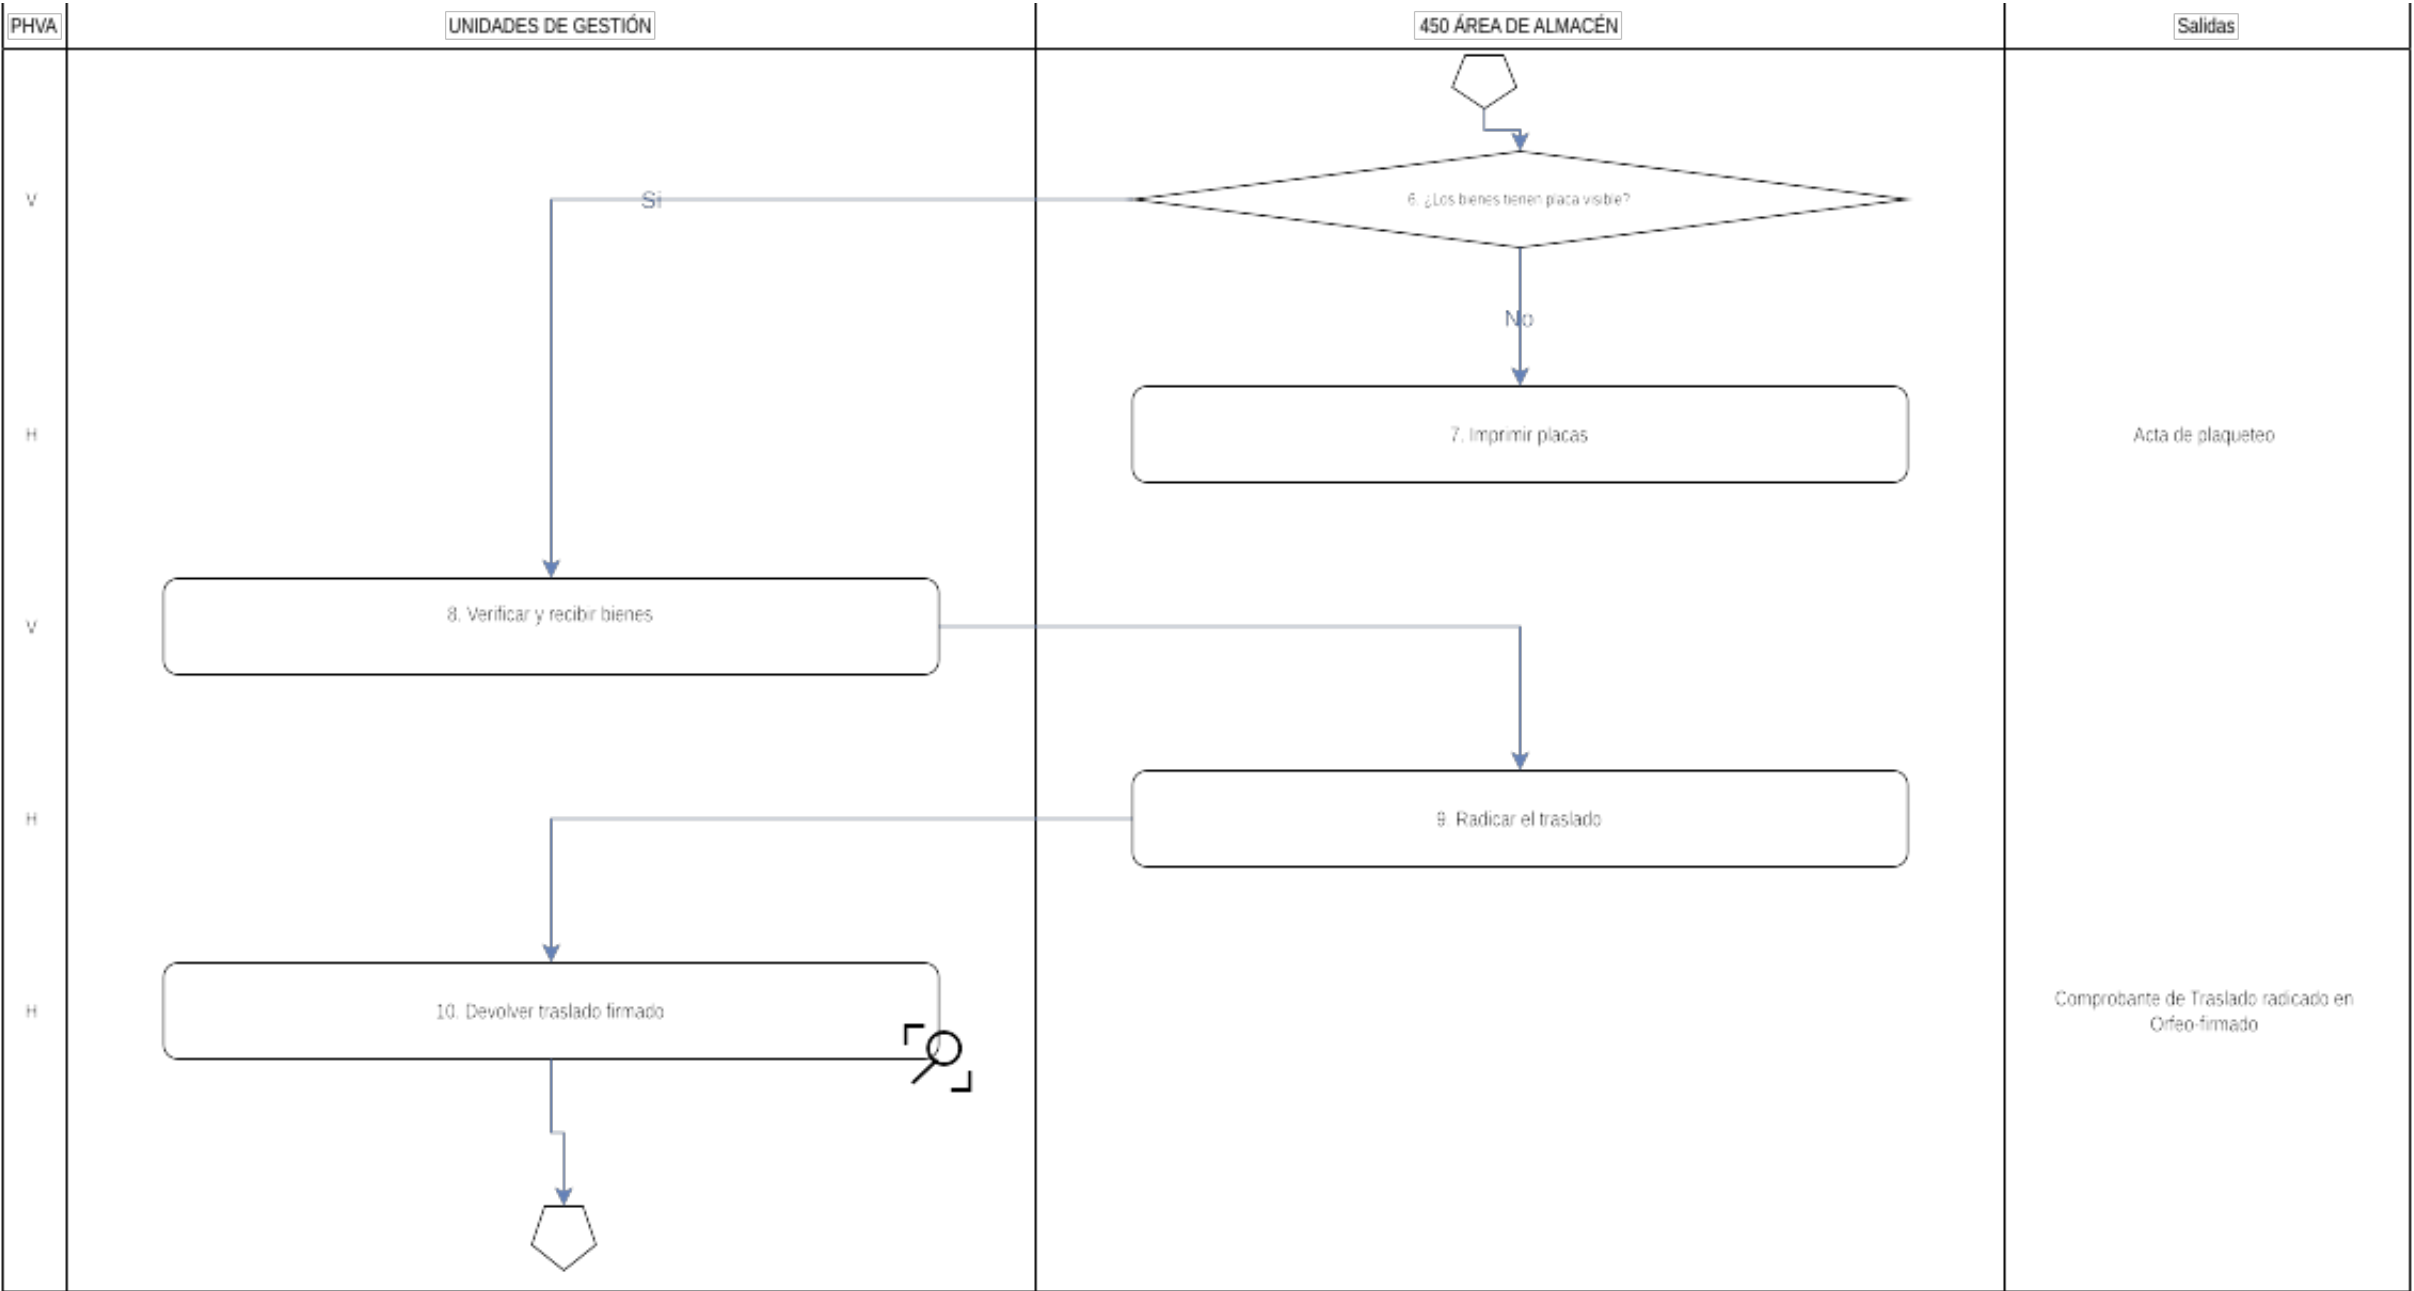 PHVA
UNIDADES DE GESTIÓN
450 ÁREA DE ALMACÉN
Salidas
V
Si
6. ¿Los bienes tienen placa visible?
No
H
7. Imprimir placas
Acta de plaqueteo
8. Verificar y recibir bienes
V
H
9. Radicar el traslado
H
10. Devolver traslado firmado
Comprobante de Traslado radicado en
Orfeo-firmado